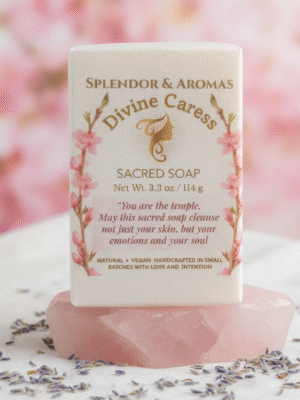 SPLENDOR & AROMAS
Divine Caress
SACRED SOAP
Net Wt. 3.3 oz / 114 g
"You are the temple.
May this sacred soap cleanse
not just your skin, but your
emotions and your soul
NATURAL • VEGAN HANDCRAFTED IN SMALL
BATCHES WITH LOVE AND INTENTION